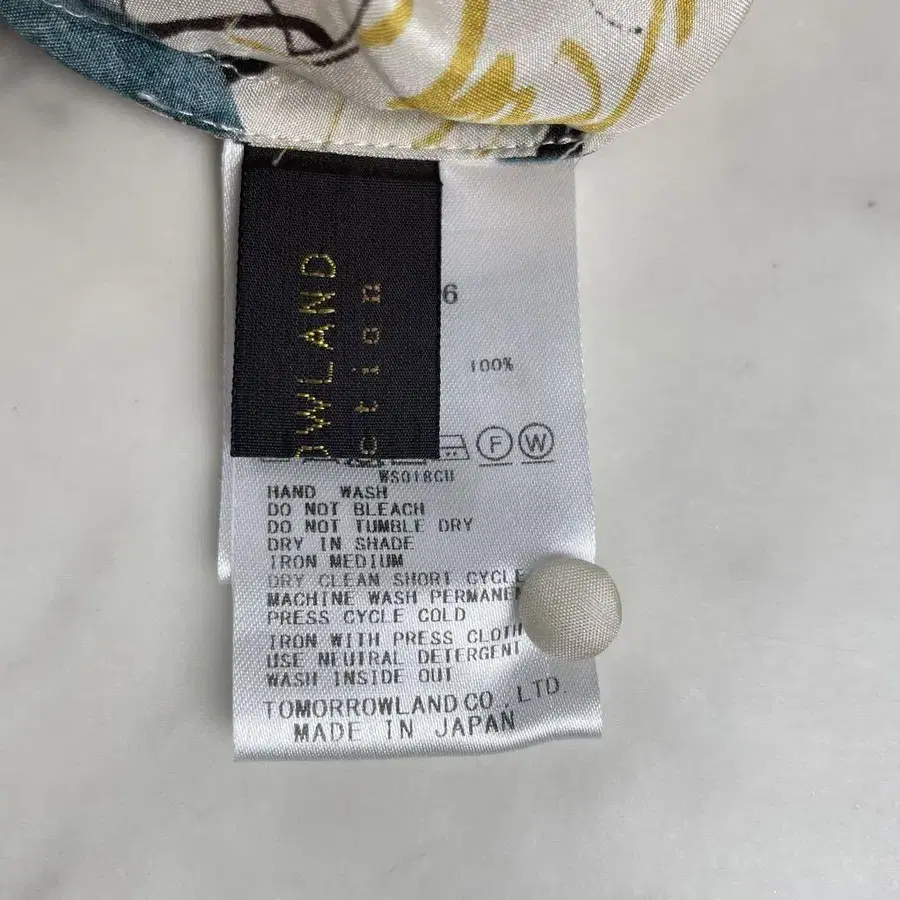 OWLAND
ction
6
100%
F W
WS018CU
HAND WASH
DO NOT BLEACH
DO NOT TUMBLE DRY
DRY IN SHADE
IRON MEDIUM
DRY CLEAN SHORT CYCLE
MACHINE WASH PERMANEN
PRESS CYCLE COLD
IRON WITH PRESS CLOTH
USE NEUTRAL DETERGENT
WASH INSIDE OUT
TOMORROWLAND CO., LTD.
MADE IN JAPAN